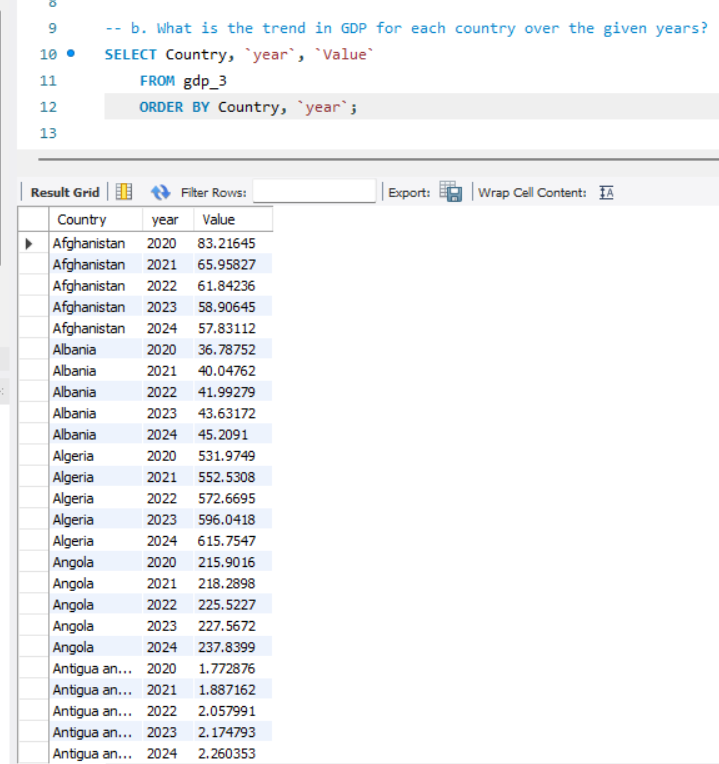 8
9 -- b. What is the trend in GDP for each country over the given years?
10 SELECT Country, `year`, `Value`
11 FROM gdp_3
12 ORDER BY Country, `year`;
13
Result Grid Filter Rows: Export: Wrap Cell Content:
Country year Value
Afghanistan 2020 83.21645
Afghanistan 2021 65.95827
Afghanistan 2022 61.84236
Afghanistan 2023 58.90645
Afghanistan 2024 57.83112
Albania 2020 36.78752
Albania 2021 40.04762
Albania 2022 41.99279
Albania 2023 43.63172
Albania 2024 45.2091
Algeria 2020 531.9749
Algeria 2021 552.5308
Algeria 2022 572.6695
Algeria 2023 596.0418
Algeria 2024 615.7547
Angola 2020 215.9016
Angola 2021 218.2898
Angola 2022 225.5227
Angola 2023 227.5672
Angola 2024 237.8399
Antigua an... 2020 1.772876
Antigua an... 2021 1.887162
Antigua an... 2022 2.057991
Antigua an... 2023 2.174793
Antigua an... 2024 2.260353